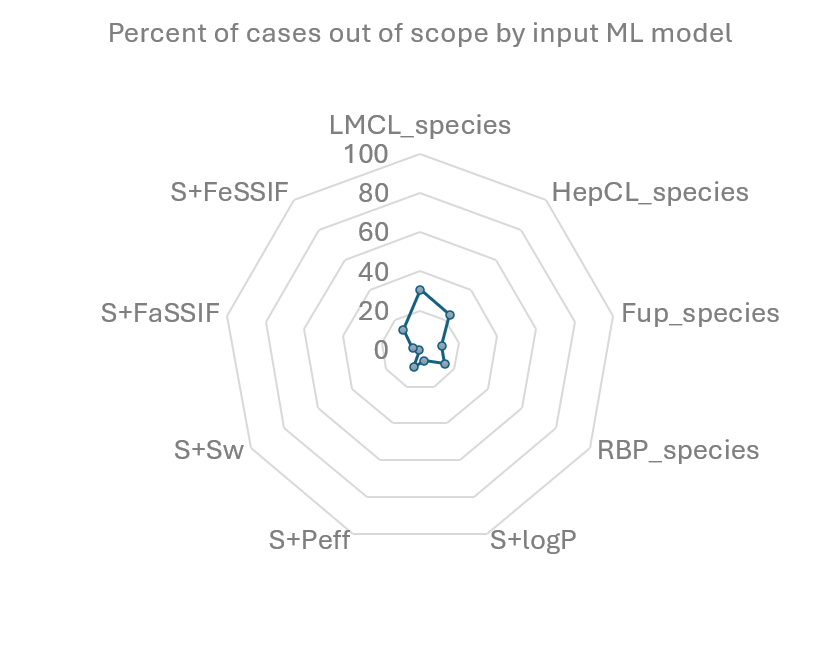 Percent of cases out of scope by input ML model
LMCL_species
100
S+FeSSIF
80
HepCL_species
60
40
S+FaSSIF
20
Fup_species
0
S+Sw
RBP_species
S+Peff
S+logP